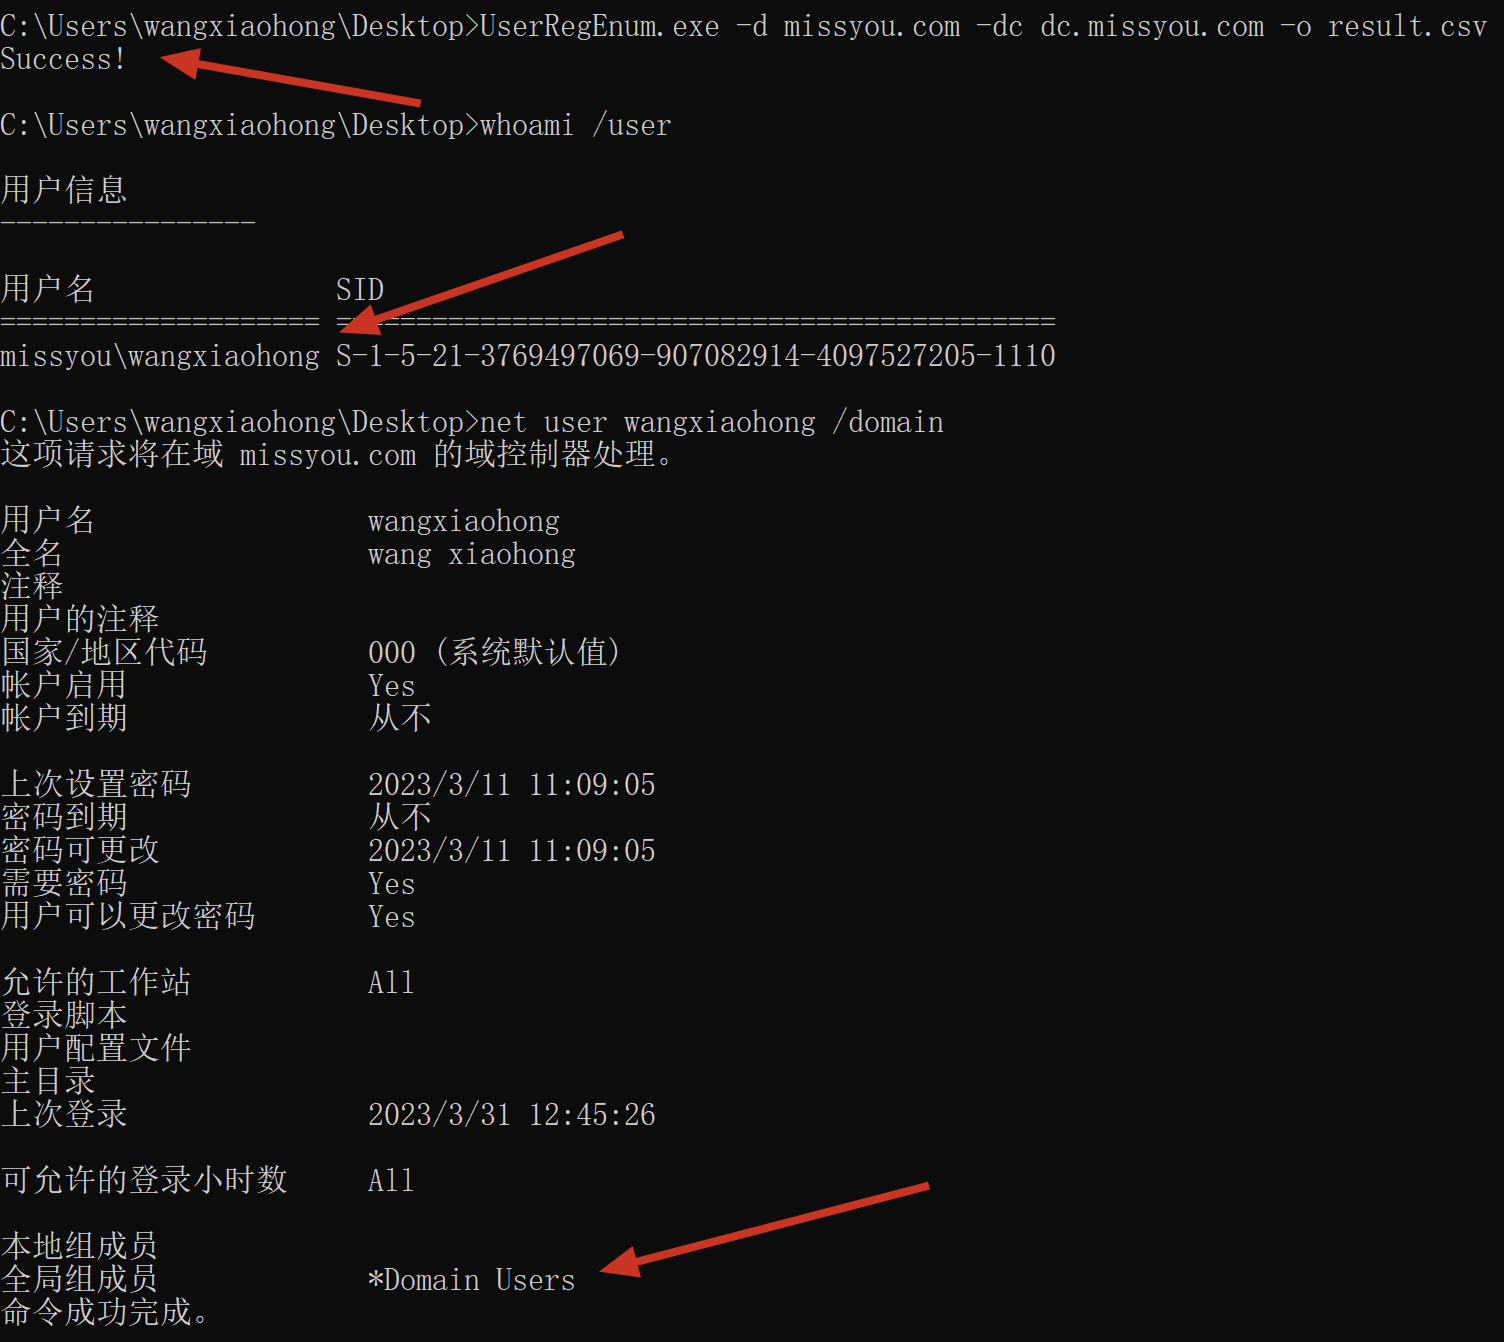 C:\Users\wangxiaohong\Desktop>UserRegEnum.exe -d missyou.com -dc dc.missyou.com -o result.csv
Success!
C:\Users\wangxiaohong\Desktop>whoami /user
用户信息
----------------
用户名 SID
==================== =============================================
missyou\wangxiaohong S-1-5-21-3769497069-907082914-4097527205-1110
C:\Users\wangxiaohong\Desktop>net user wangxiaohong /domain
这项请求将在域 missyou.com 的域控制器处理。
用户名 wangxiaohong
全名 wang xiaohong
注释
用户的注释
国家/地区代码 000 (系统默认值)
帐户启用 Yes
帐户到期 从不
上次设置密码 2023/3/11 11:09:05
密码到期 从不
密码可更改 2023/3/11 11:09:05
需要密码 Yes
用户可以更改密码 Yes
允许的工作站 All
登录脚本
用户配置文件
主目录
上次登录 2023/3/31 12:45:26
可允许的登录小时数 All
本地组成员
全局组成员 *Domain Users
命令成功完成。